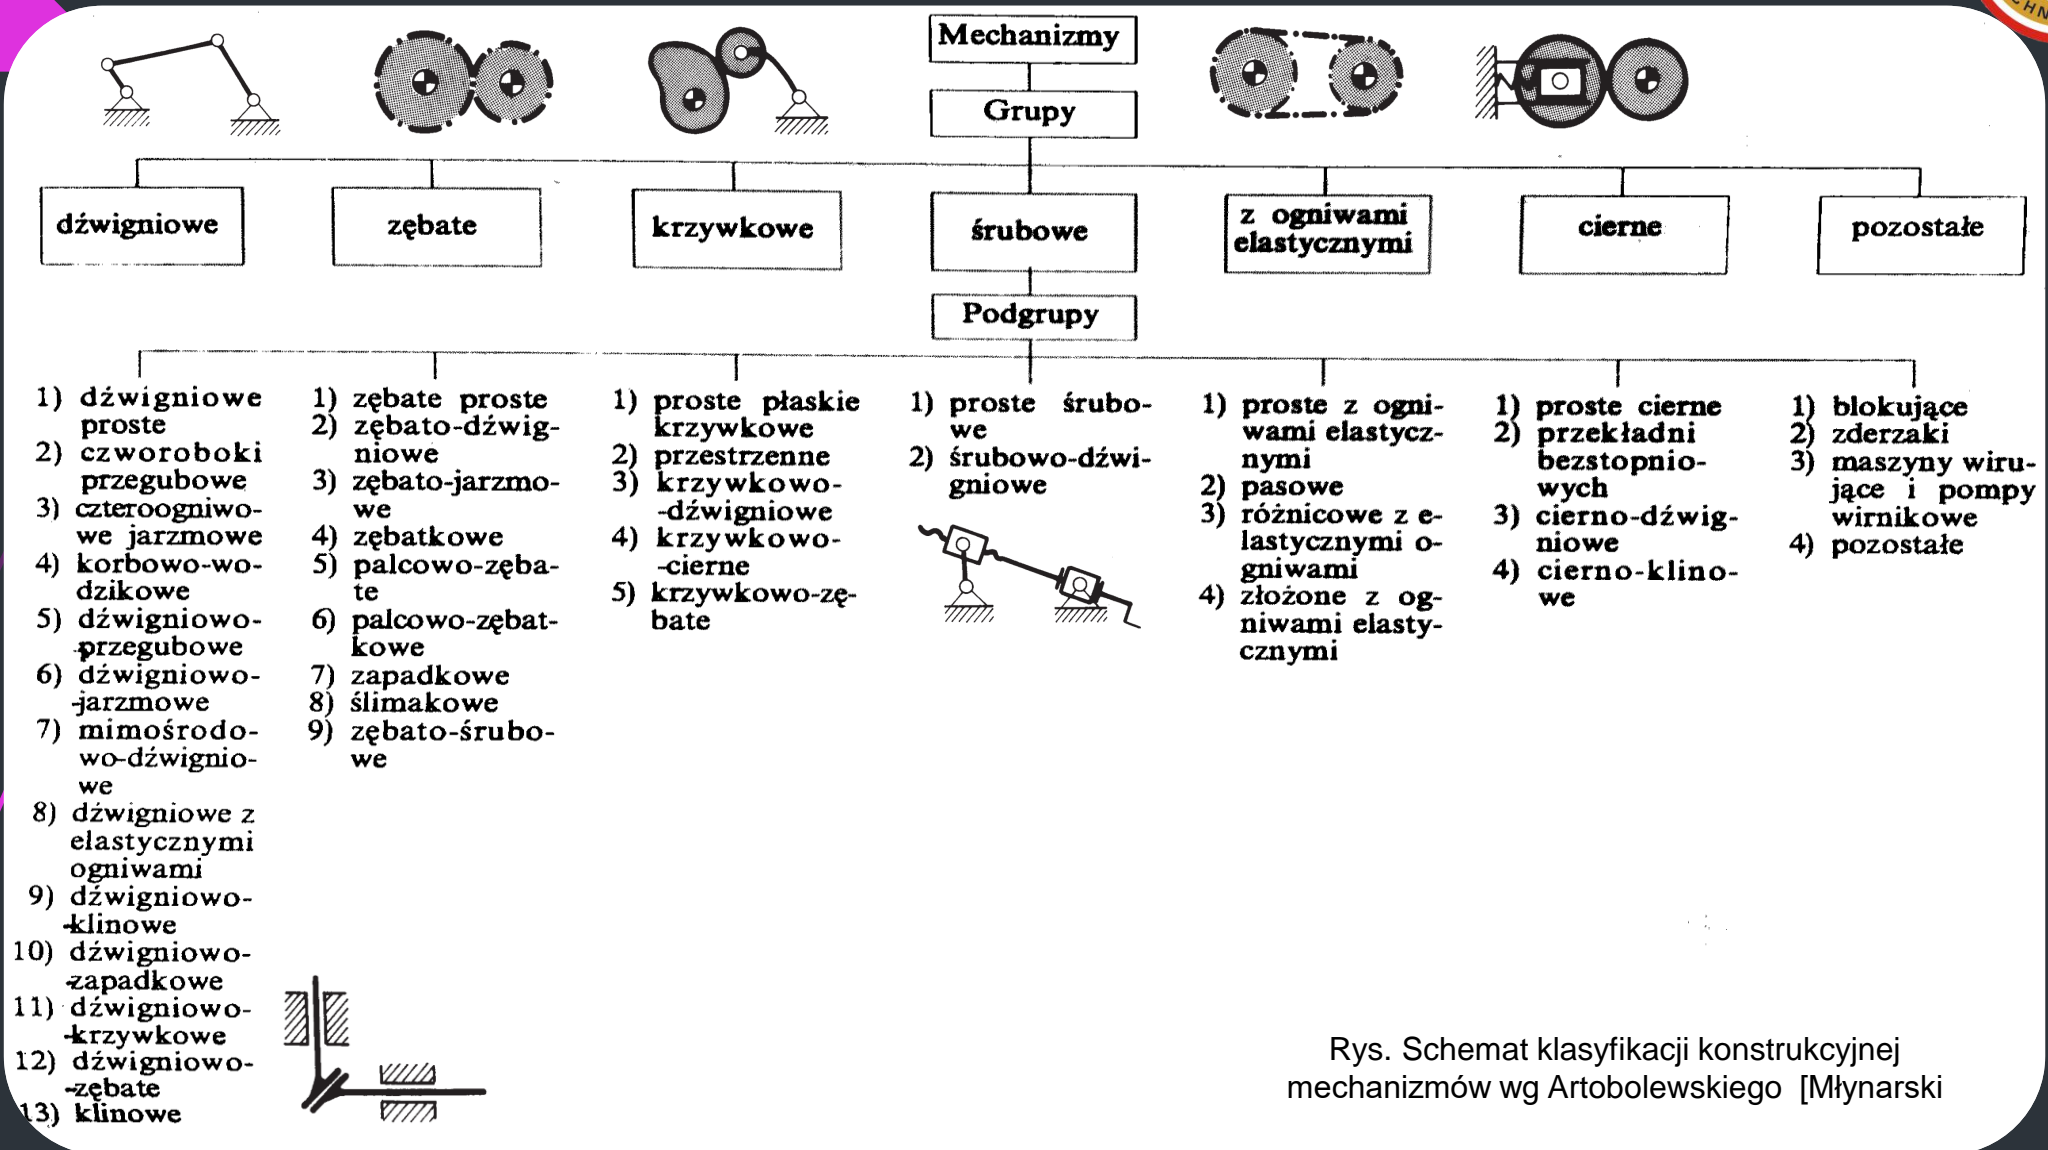 CHN
Mechanizmy
Grupy
dźwigniowe
zębate
krzywkowe
śrubowe
z ogniwami
elastycznymi
cierne
pozostałe
Podgrupy
1) dźwigniowe
proste
2) czworoboki
przegubowe
3) czteroogniwo-
we jarzmowe
4) korbowo-wo-
dzikowe
5) dźwigniowo-
-przegubowe
6) dźwigniowo-
-jarzmowe
7) mimośrodo-
wo-dźwignio-
we
8) dźwigniowe z
elastycznymi
ogniwami
9) dźwigniowo-
-klinowe
10) dźwigniowo-
-zapadkowe
11) dźwigniowo-
-krzywkowe
12) dźwigniowo-
-zębate
13) klinowe
1) zębate proste
2) zębato-dźwig-
niowe
3) zębato-jarzmo-
we
4) zębatkowe
5) palcowo-zęba-
te
6) palcowo-zębat-
kowe
7) zapadkowe
8) ślimakowe
9) zębato-śrubo-
we
1) proste płaskie
krzywkowe
2) przestrzenne
3) krzywkowo-
-dźwigniowe
4) krzywkowo-
-cierne
5) krzywkowo-zę-
bate
1) proste śrubo-
we
2) śrubowo-dźwi-
gniowe
1) proste z ogni-
wami elastycz-
nymi
2) pasowe
3) różnicowe z e-
lastycznymi o-
gniwami
4) złożone z og-
niwami elasty-
cznymi
1) proste cierne
2) przekładni
bezstopnio-
wych
3) cierno-dźwig-
niowe
4) cierno-klino-
we
1) blokujące
2) zderzaki
3) maszyny wiru-
jące i pompy
wirnikowe
4) pozostałe
Rys. Schemat klasyfikacji konstrukcyjnej
mechanizmów wg Artobolewskiego [Młynarski